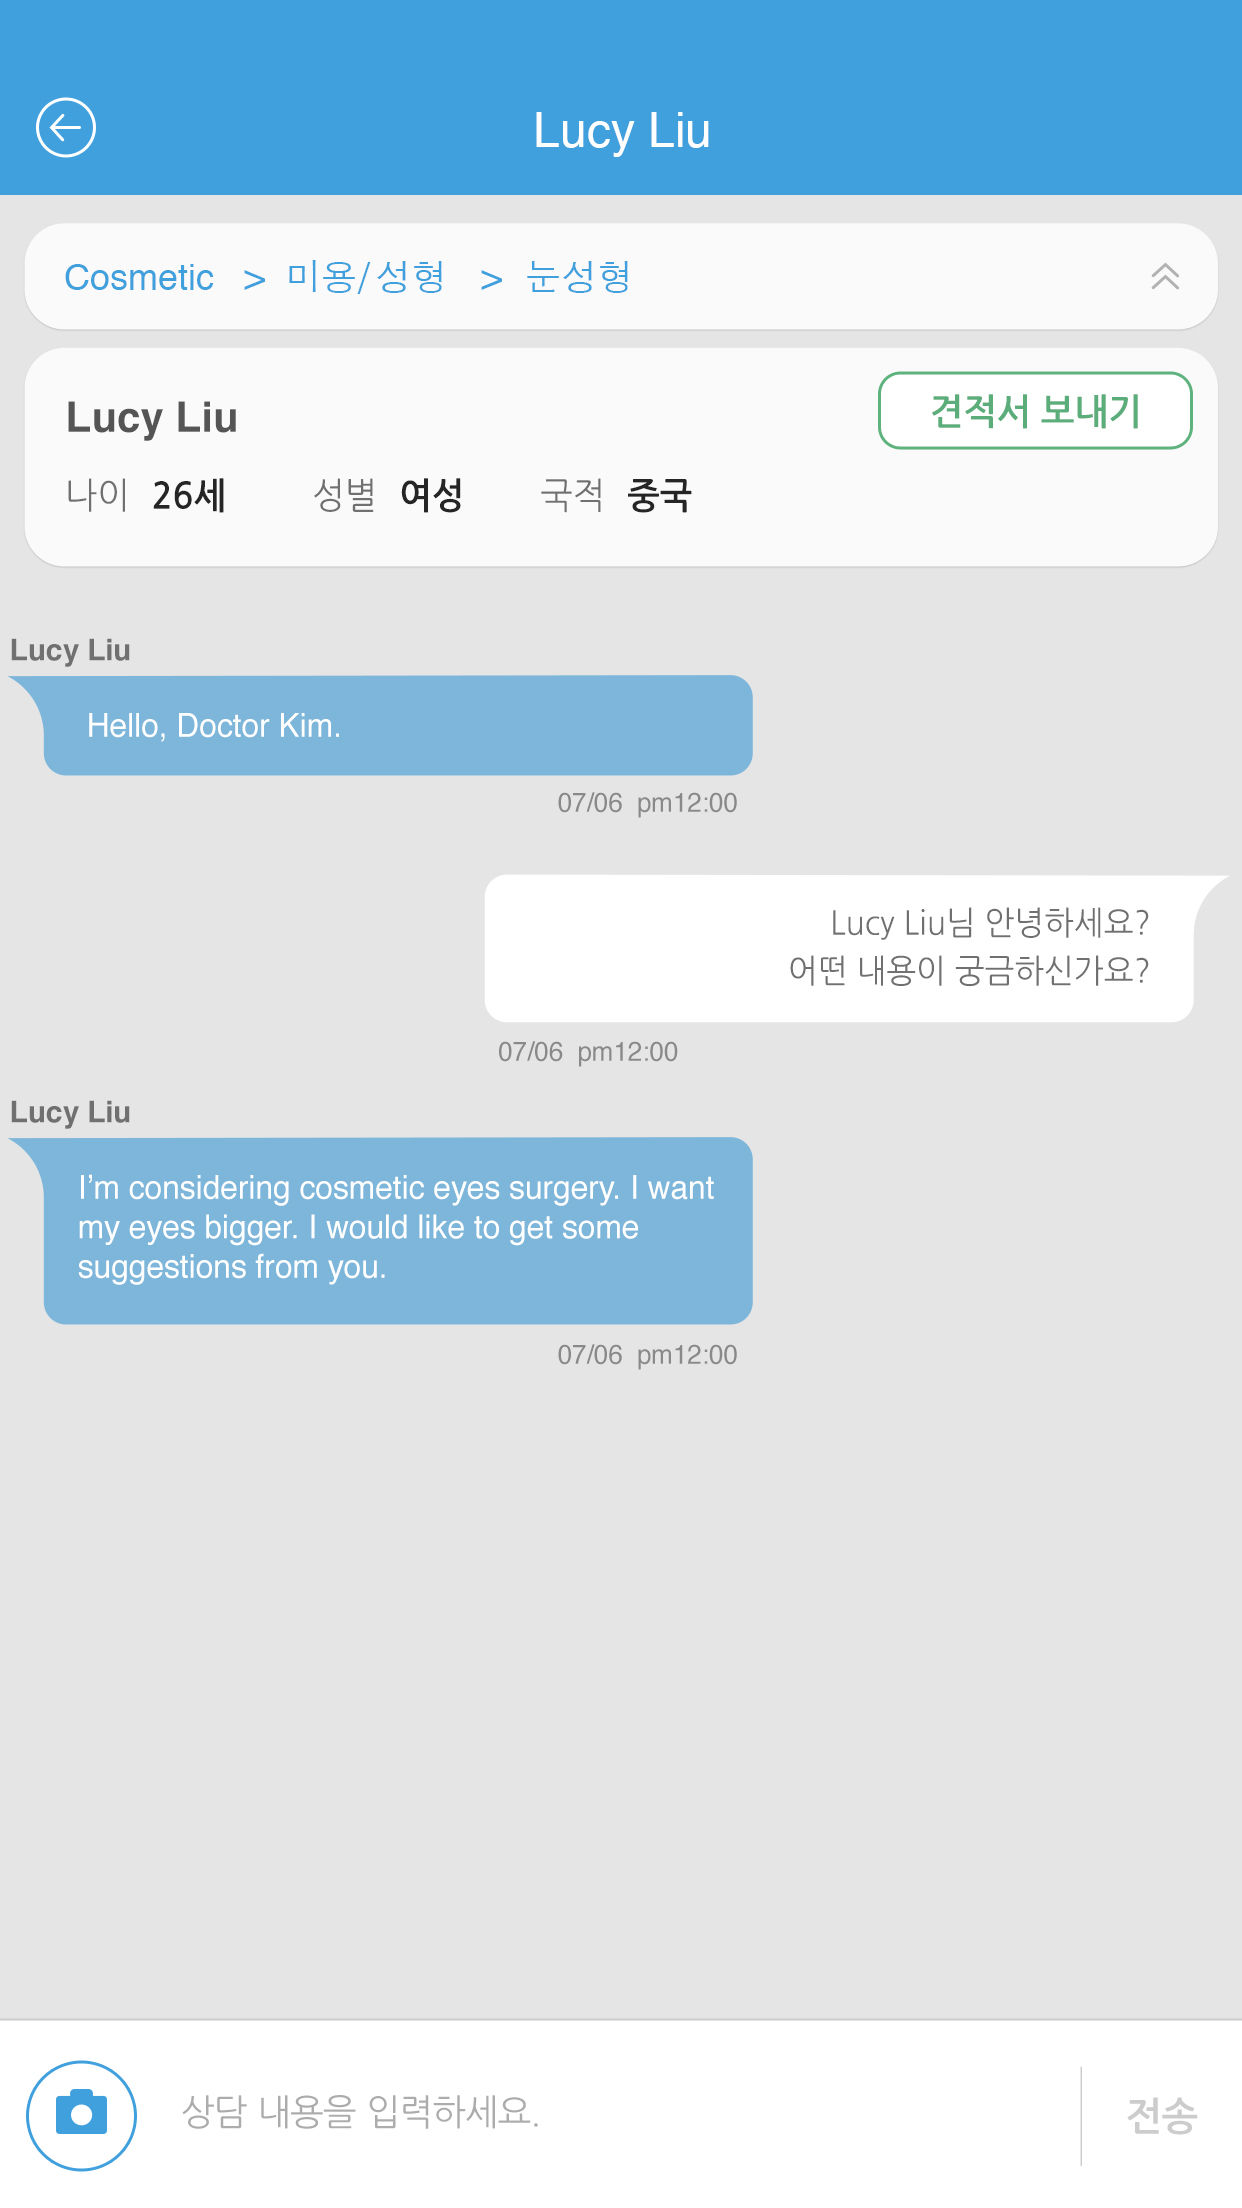 Lucy Liu
Cosmetic > 미용/성형 > 눈성형
Lucy Liu
견적서 보내기
나이 26세 성별 여성 국적 중국
Lucy Liu
Hello, Doctor Kim.
07/06 pm12:00
Lucy Liu님 안녕하세요?
어떤 내용이 궁금하신가요?
07/06 pm12:00
Lucy Liu
I’m considering cosmetic eyes surgery. I want
my eyes bigger. I would like to get some
suggestions from you.
07/06 pm12:00
상담 내용을 입력하세요.
전송